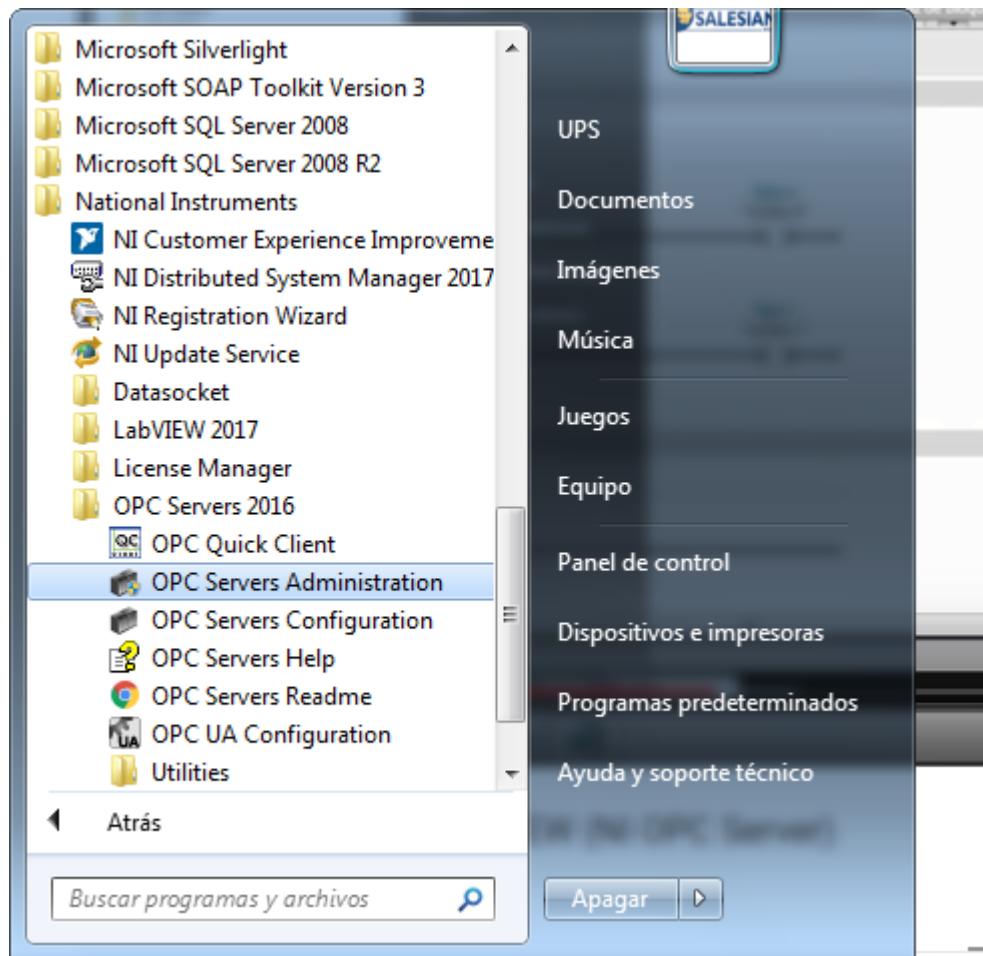 SALESIAN
Microsoft Silverlight
Microsoft SOAP Toolkit Version 3
Microsoft SQL Server 2008
Microsoft SQL Server 2008 R2
National Instruments
NI Customer Experience Improveme
NI Distributed System Manager 2017
NI Registration Wizard
NI Update Service
Datasocket
LabVIEW 2017
License Manager
OPC Servers 2016
OPC Quick Client
OPC Servers Administration
OPC Servers Configuration
OPC Servers Help
OPC Servers Readme
OPC UA Configuration
Utilities
Atrás
Buscar programas y archivos
UPS
Documentos
Imágenes
Música
Juegos
Equipo
Panel de control
Dispositivos e impresoras
Programas predeterminados
Ayuda y soporte técnico
EW (NI OPC Server)
Apagar